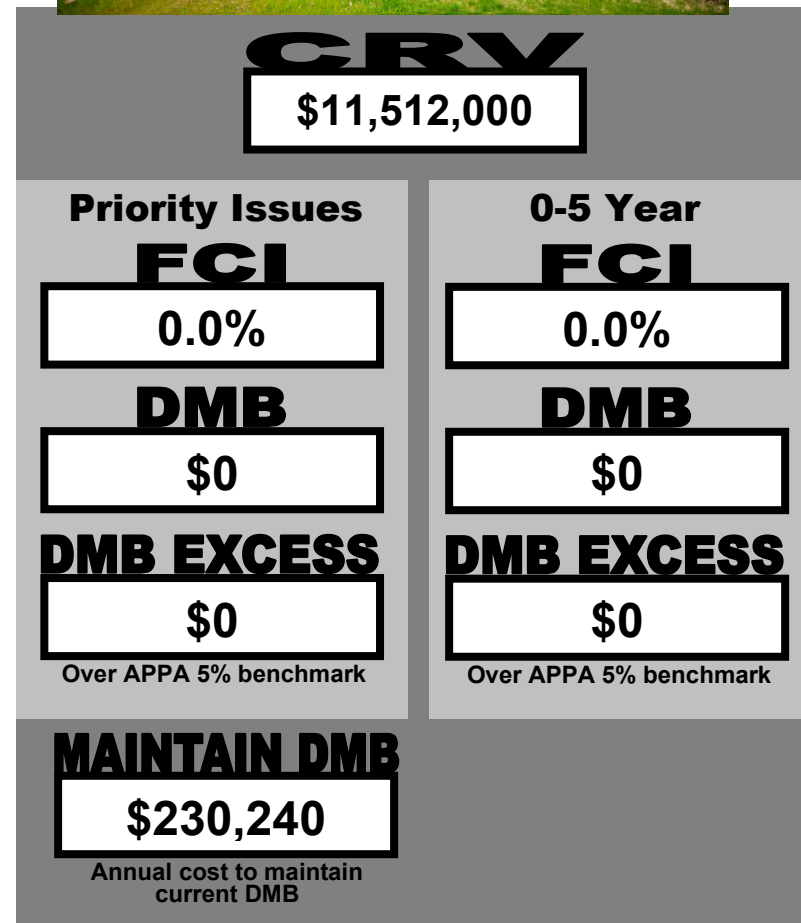 CRV
$11,512,000
Priority Issues
FCI
0.0%
DMB
$0
DMB EXCESS
$0
Over APPA 5% benchmark
0-5 Year
FCI
0.0%
DMB
$0
DMB EXCESS
$0
Over APPA 5% benchmark
MAINTAIN DMB
$230,240
Annual cost to maintain
current DMB